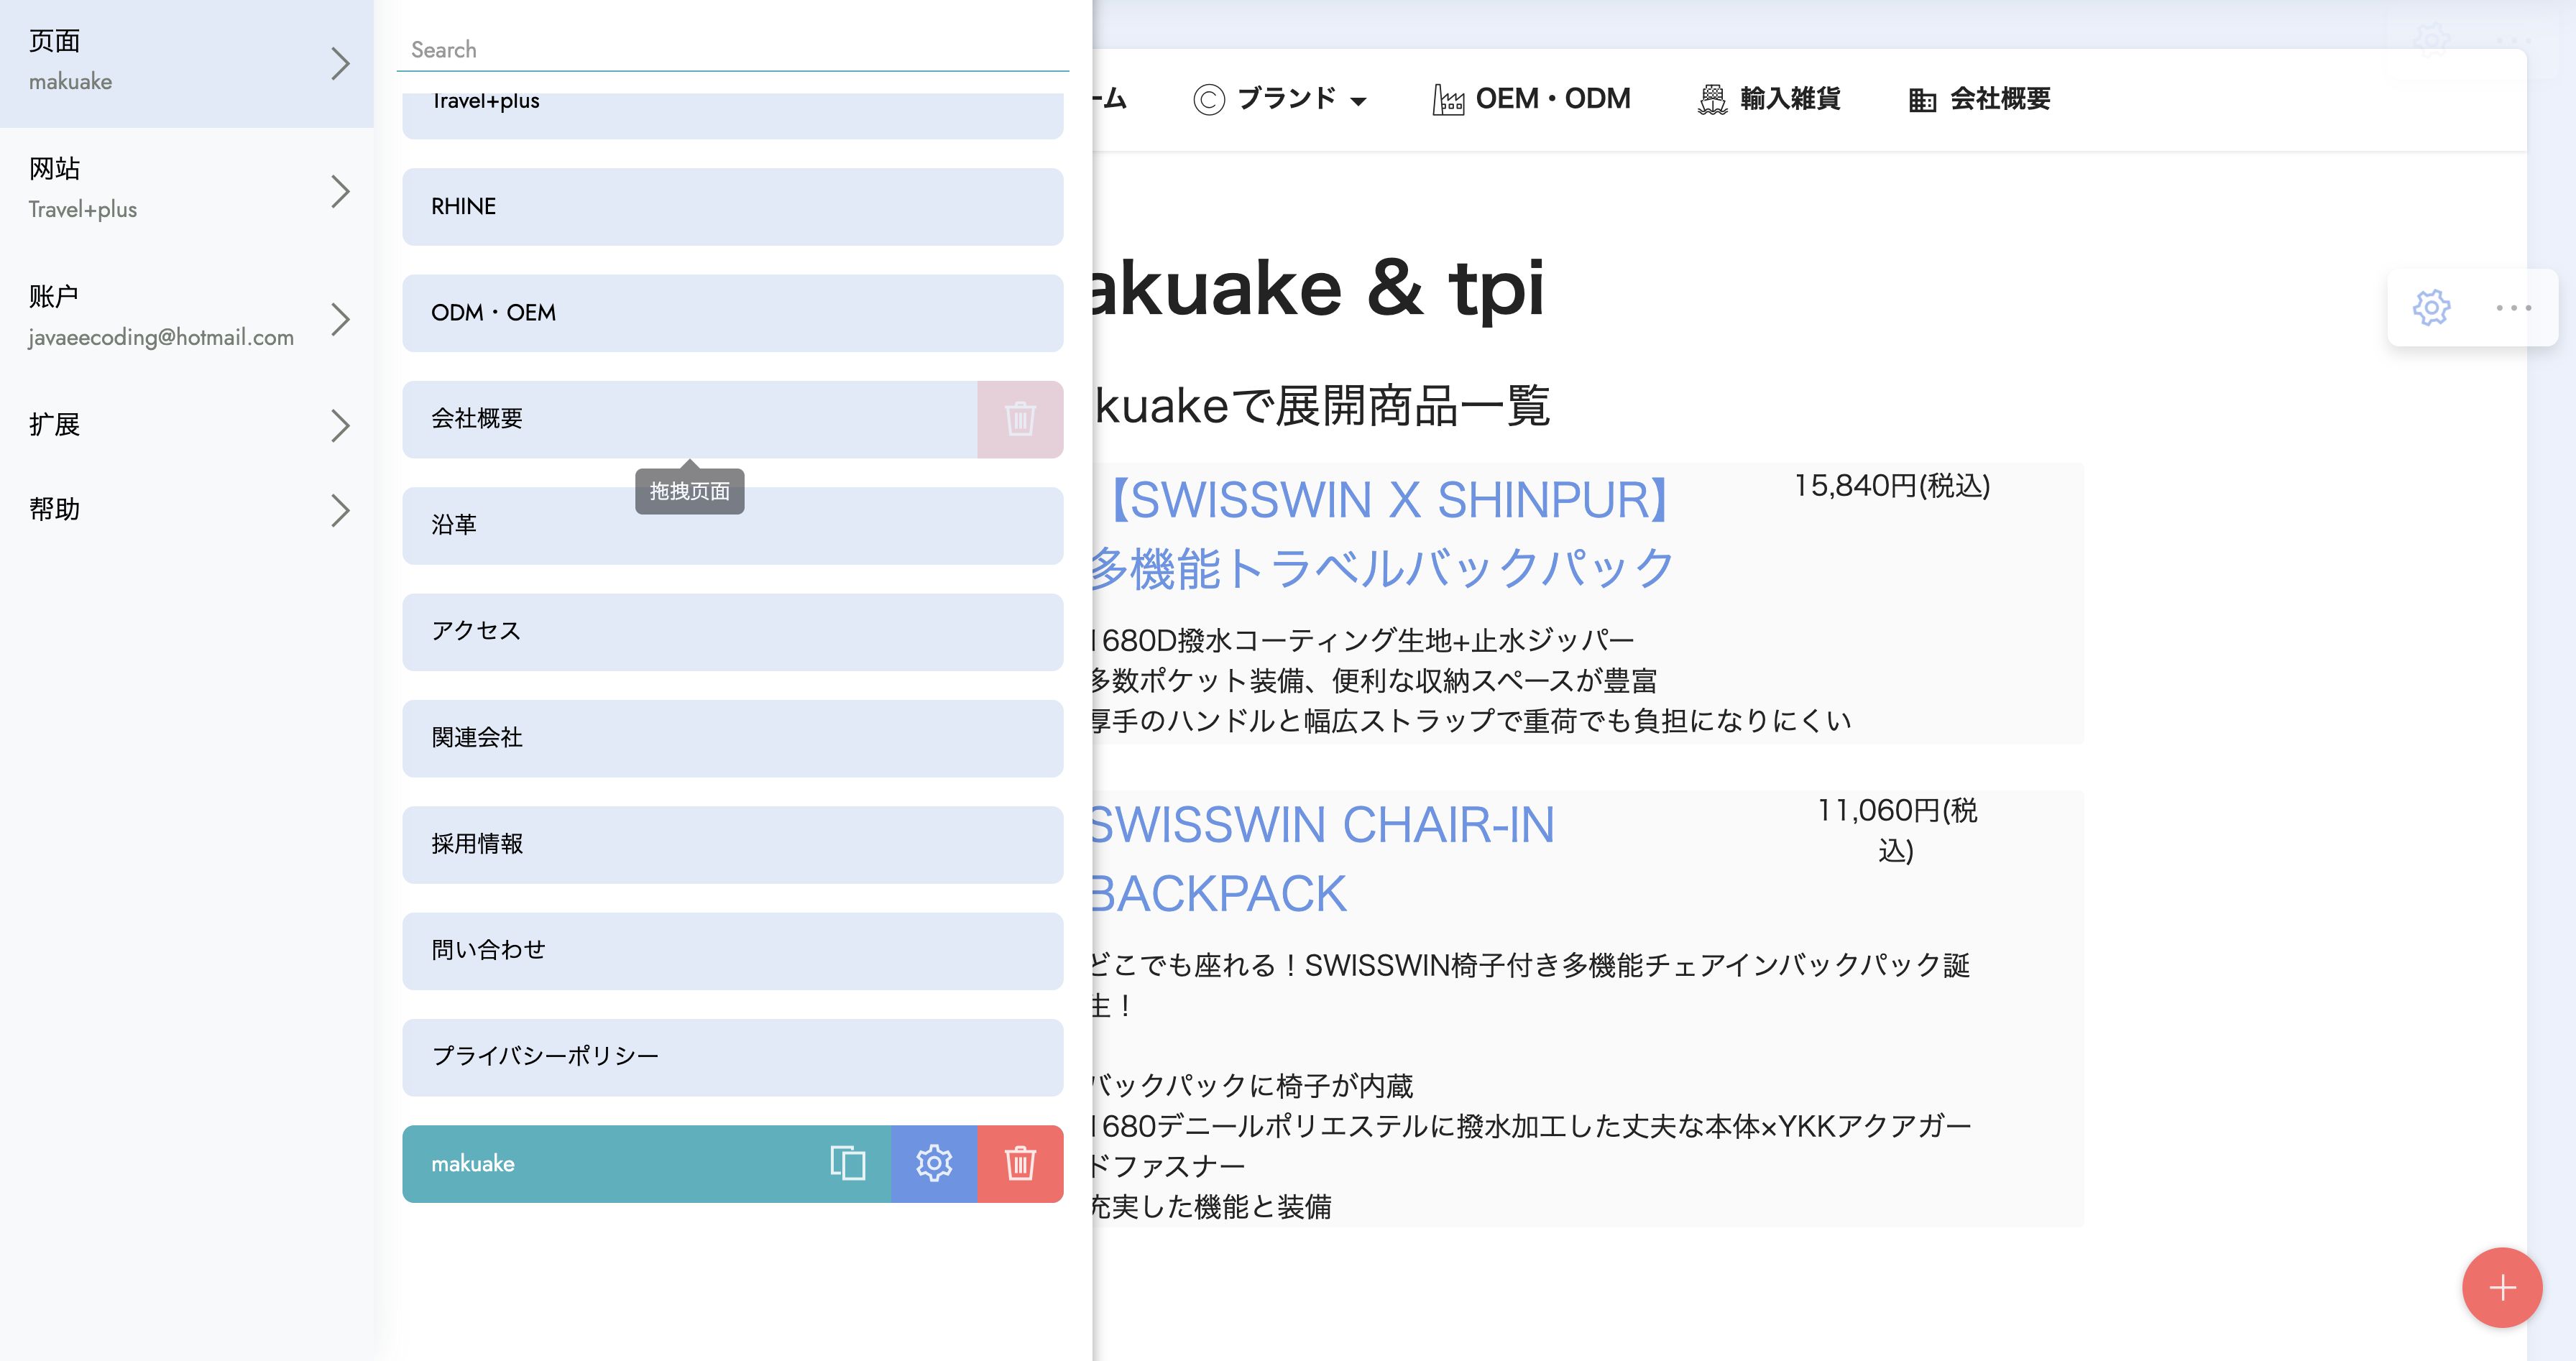 页面
makuake
网站
Travel+plus
账户
javaeecoding@hotmail.com
扩展
帮助
Search
Travel+plus
RHINE
ODM・OEM
会社概要
拖拽页面
沿革
アクセス
関連会社
採用情報
問い合わせ
プライバシーポリシー
makuake
ーム
ブランド
OEM・ODM
輸入雑貨
会社概要
akuake & tpi
kuakeで展開商品一覧
【SWISSWIN X SHINPUR】
多機能トラベルバックパック
15,840円(税込)
1680D撥水コーティング生地+止水ジッパー
多数ポケット装備、便利な収納スペースが豊富
厚手のハンドルと幅広ストラップで重荷でも負担になりにくい
SWISSWIN CHAIR-IN
BACKPACK
11,060円(税
込)
どこでも座れる！SWISSWIN椅子付き多機能チェアインバックパック誕
生！
バックパックに椅子が内蔵
1680デニールポリエステルに撥水加工した丈夫な本体×YKKアクアガー
ドファスナー
充実した機能と装備